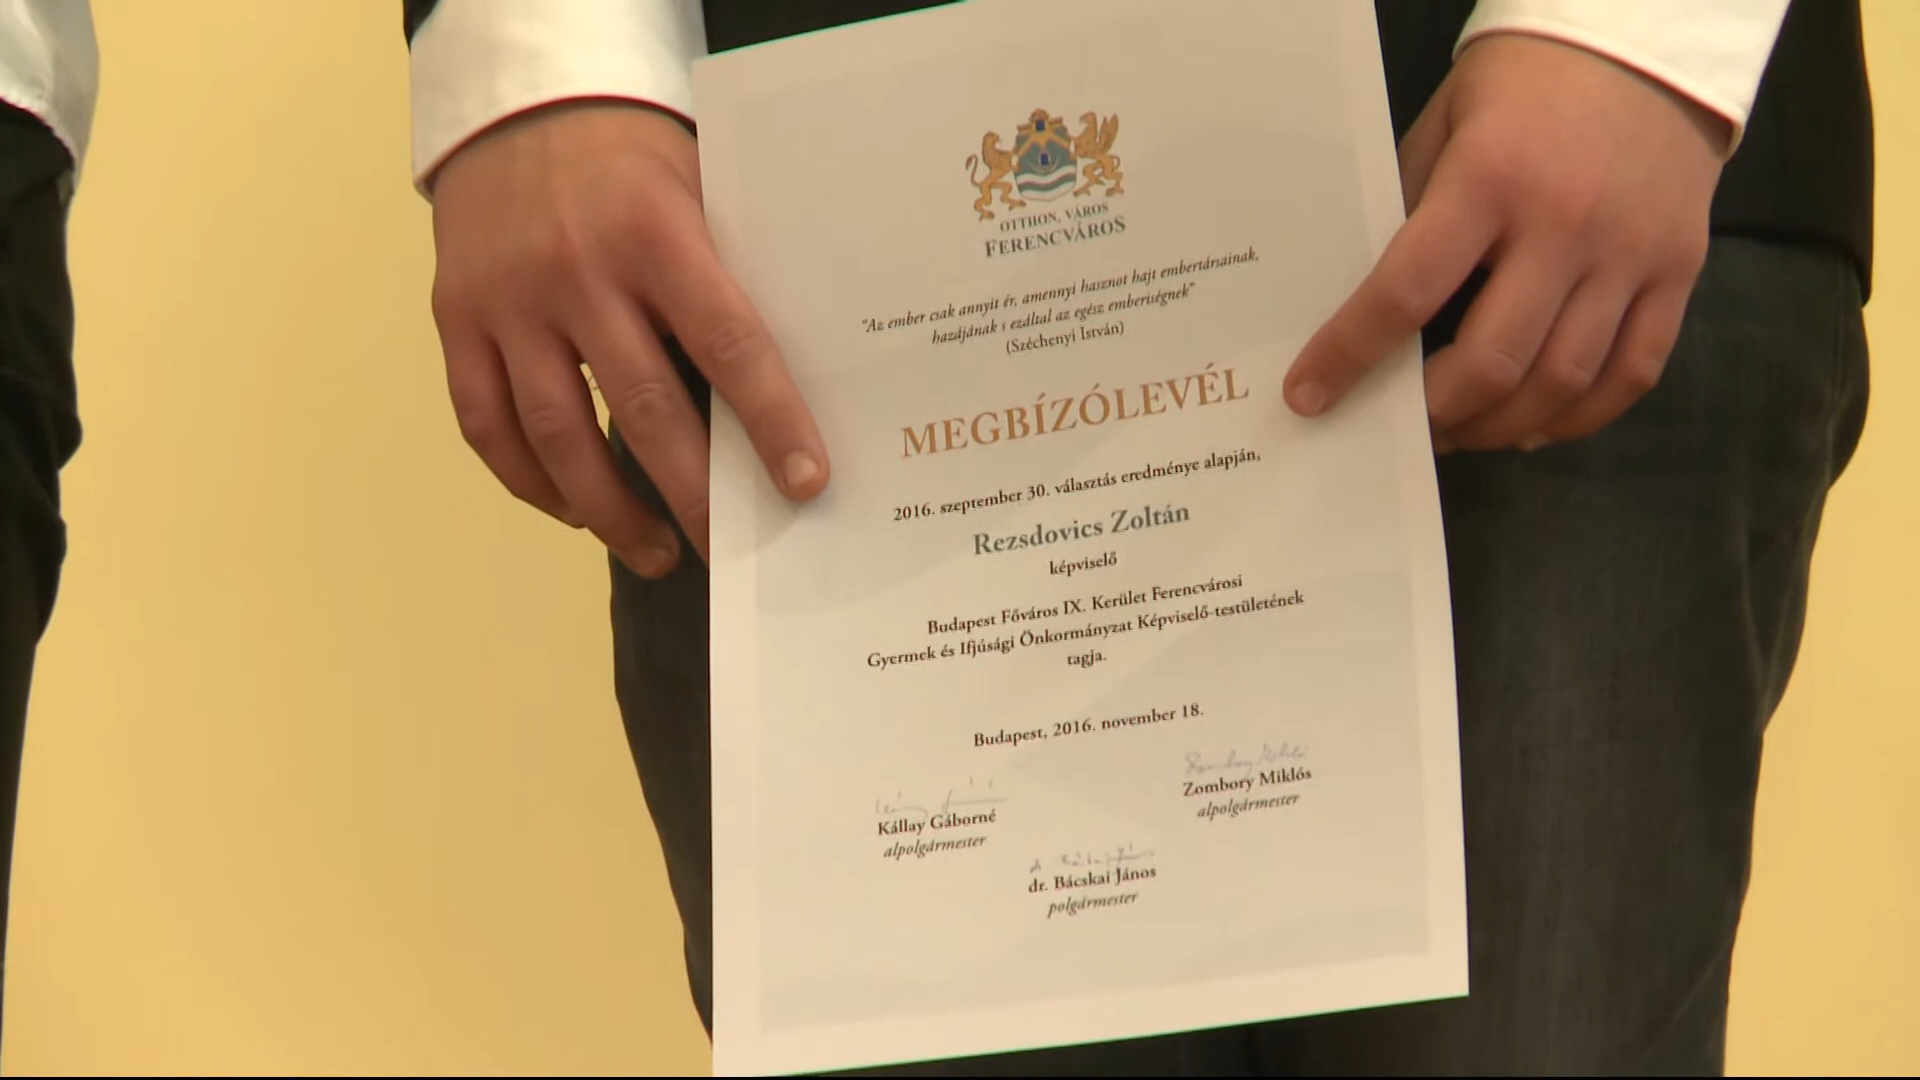 OTTHON, VÁROS
FERENCVÁROS
"Az ember csak annyit ér, amennyi hasznot hajt embertársainak,
hazájának s ezáltal az egész emberiségnek"
(Széchenyi István)
MEGBÍZÓLEVÉL
2016. szeptember 30. választás eredménye alapján,
Rezsdovics Zoltán
képviselő
Budapest Főváros IX. Kerület Ferencvárosi
Gyermek és Ifjúsági Önkormányzat Képviselő-testületének
tagja.
Budapest, 2016. november 18.
Kállay Gáborné
alpolgármester
Zombory Miklós
alpolgármester
dr. Bácskai János
polgármester